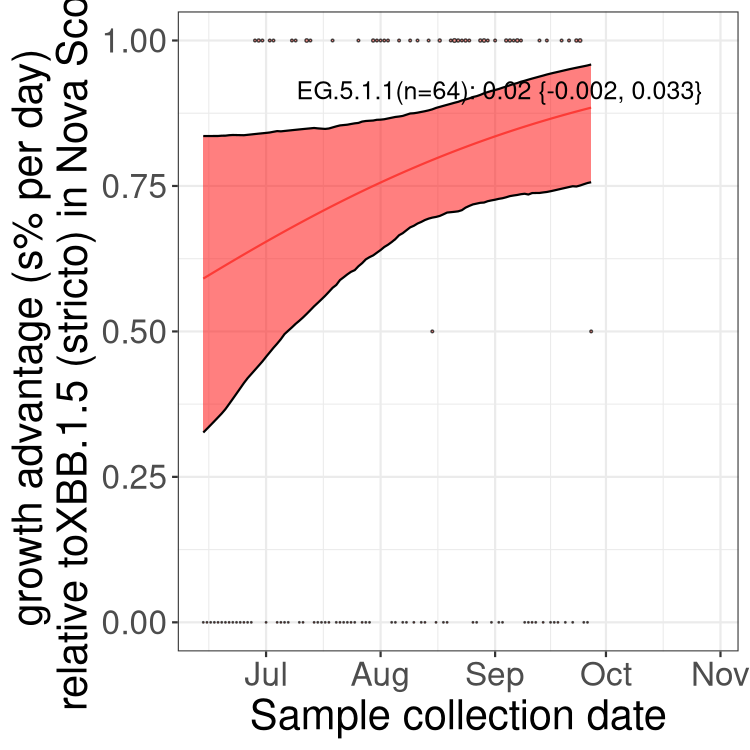 growth advantage (s% per day)
relative toXBB.1.5 (stricto) in Nova Sco
1.00
0.75
0.50
0.25
0.00
EG.5.1.1(n=64): 0.02 {-0.002, 0.033}
Jul Aug Sep Oct Nov
Sample collection date